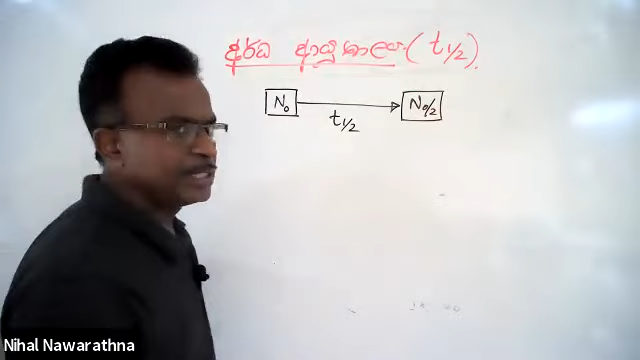 අර්ධ ආයු කාලය ( t1/2 ).
N0 → N0/2
t1/2
Nihal Nawarathna